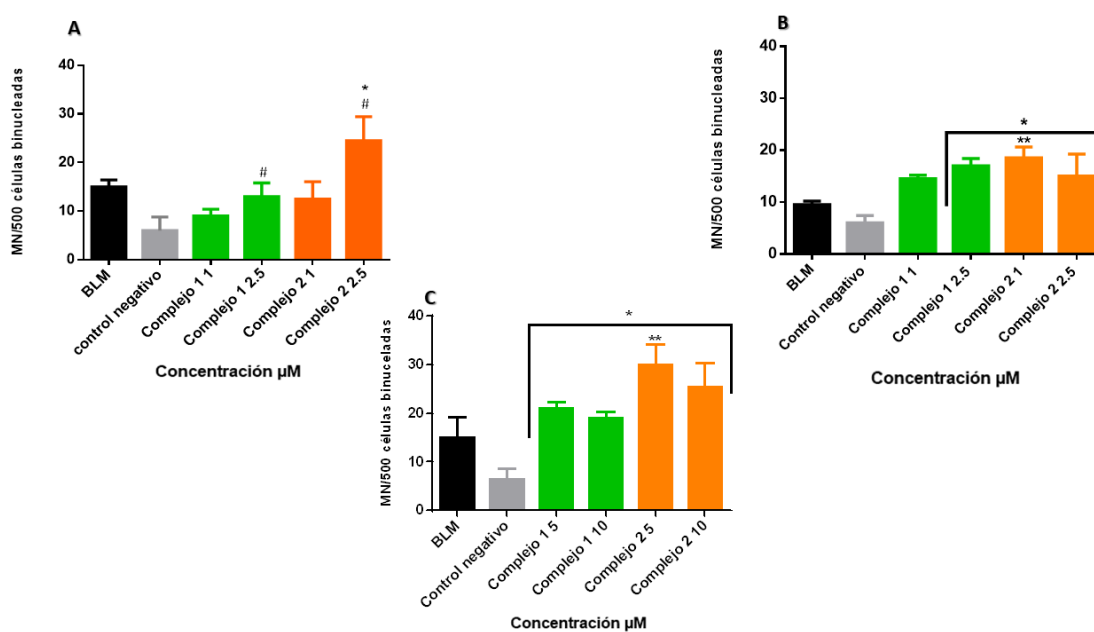 A
MN/500 células binucleadas
40
30
20
10
0
*
#
#
BLM
control negativo
Complejo 1 1
Complejo 1 2.5
Complejo 2 1
Complejo 2 2.5
Concentración µM
B
MN/500 células binucleadas
40
30
20
10
0
*
**
BLM
Control negativo
Complejo 1 1
Complejo 1 2.5
Complejo 2 1
Complejo 2 2.5
Concentración µM
C
MN/500 células binuceladas
40
30
20
10
0
*
**
BLM
Control negativo
Complejo 1 5
Complejo 1 10
Complejo 2 5
Complejo 2 10
Concentración µM